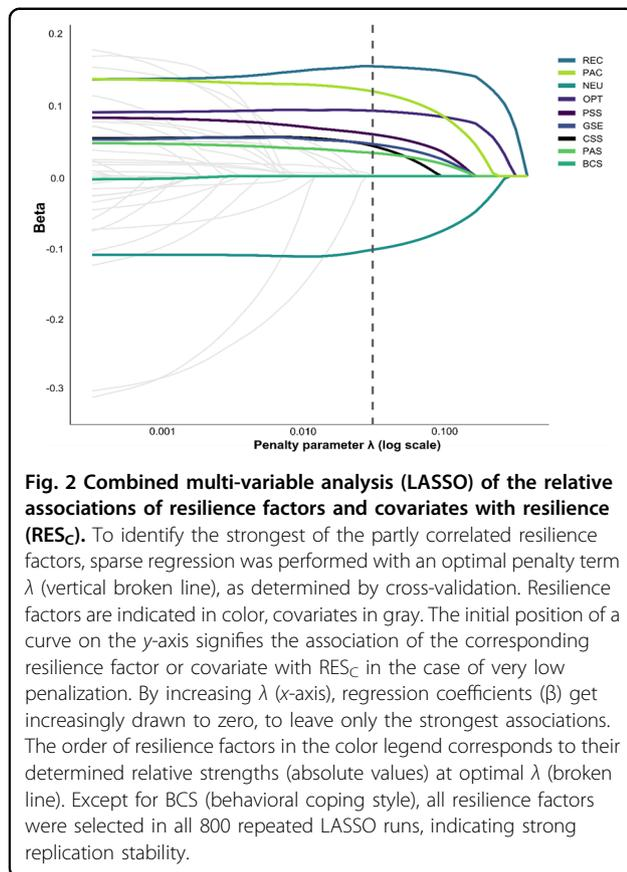 0.2
0.1
0.0
-0.1
-0.2
-0.3
Beta
0.001
0.010
0.100
Penalty parameter λ (log scale)
REC
PAC
NEU
OPT
PSS
GSE
CSS
PAS
BCS
Fig. 2 Combined multi-variable analysis (LASSO) of the relative
associations of resilience factors and covariates with resilience
(RESC). To identify the strongest of the partly correlated resilience
factors, sparse regression was performed with an optimal penalty term
λ (vertical broken line), as determined by cross-validation. Resilience
factors are indicated in color, covariates in gray. The initial position of a
curve on the y-axis signifies the association of the corresponding
resilience factor or covariate with RESC in the case of very low
penalization. By increasing λ (x-axis), regression coefficients (β) get
increasingly drawn to zero, to leave only the strongest associations.
The order of resilience factors in the color legend corresponds to their
determined relative strengths (absolute values) at optimal λ (broken
line). Except for BCS (behavioral coping style), all resilience factors
were selected in all 800 repeated LASSO runs, indicating strong
replication stability.